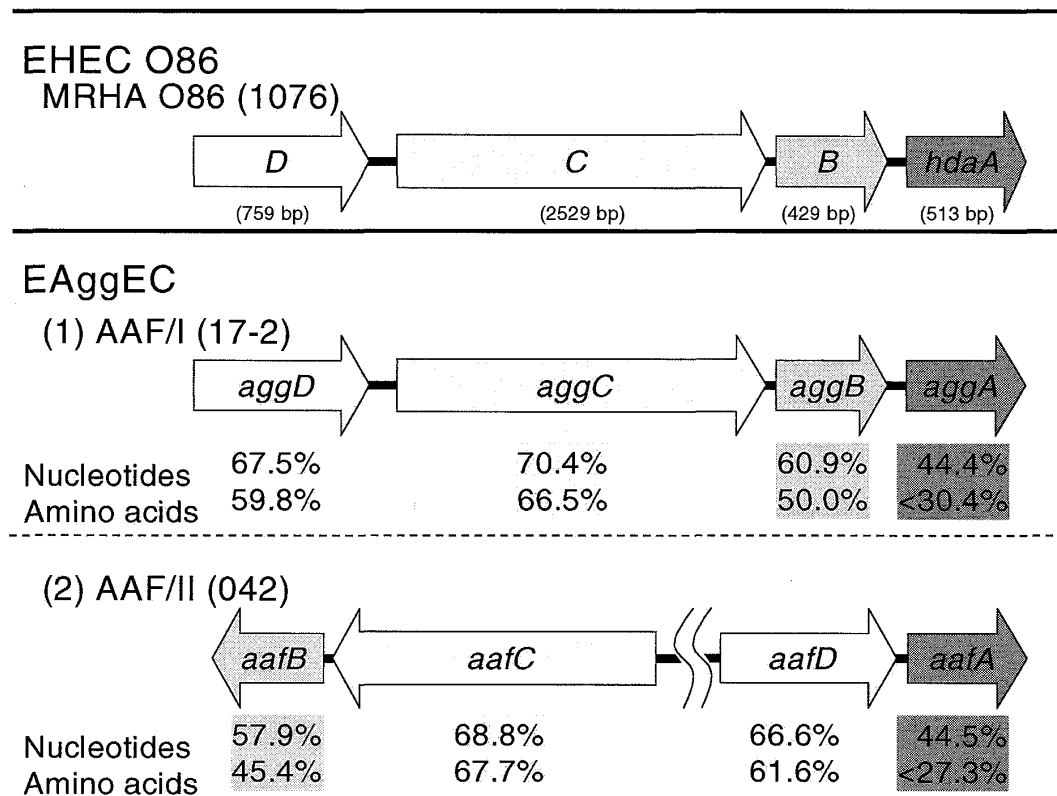 EHEC O86
MRHA O86 (1076)
D C B hdaA
(759 bp) (2529 bp) (429 bp) (513 bp)
EAggEC
(1) AAF/I (17-2)
aggD aggC aggB aggA
Nucleotides 67.5% 70.4% 60.9% 44.4%
Amino acids 59.8% 66.5% 50.0% <30.4%
(2) AAF/II (042)
aafB aafC aafD aafA
Nucleotides 57.9% 68.8% 66.6% 44.5%
Amino acids 45.4% 67.7% 61.6% <27.3%